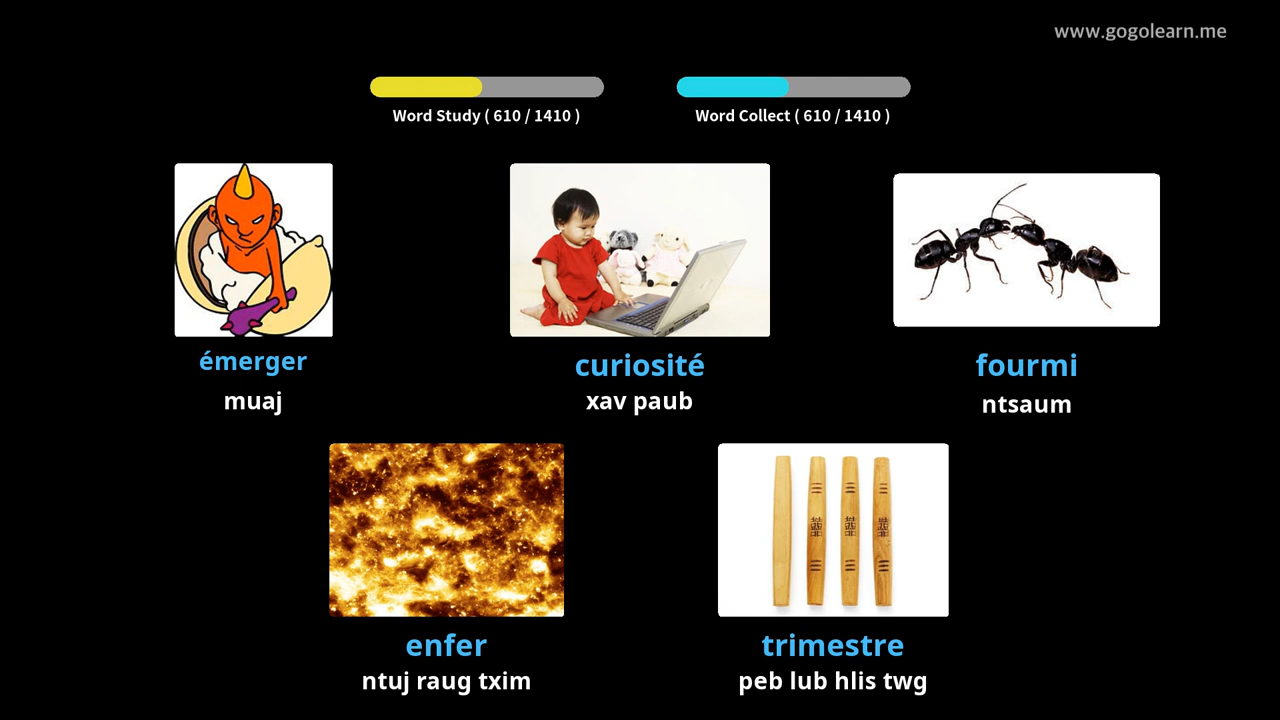 www.gogolearn.me
Word Study ( 610 / 1410 )
Word Collect ( 610 / 1410 )
émerger
muaj
curiosité
xav paub
fourmi
ntsaum
enfer
ntuj raug txim
trimestre
peb lub hlis twg